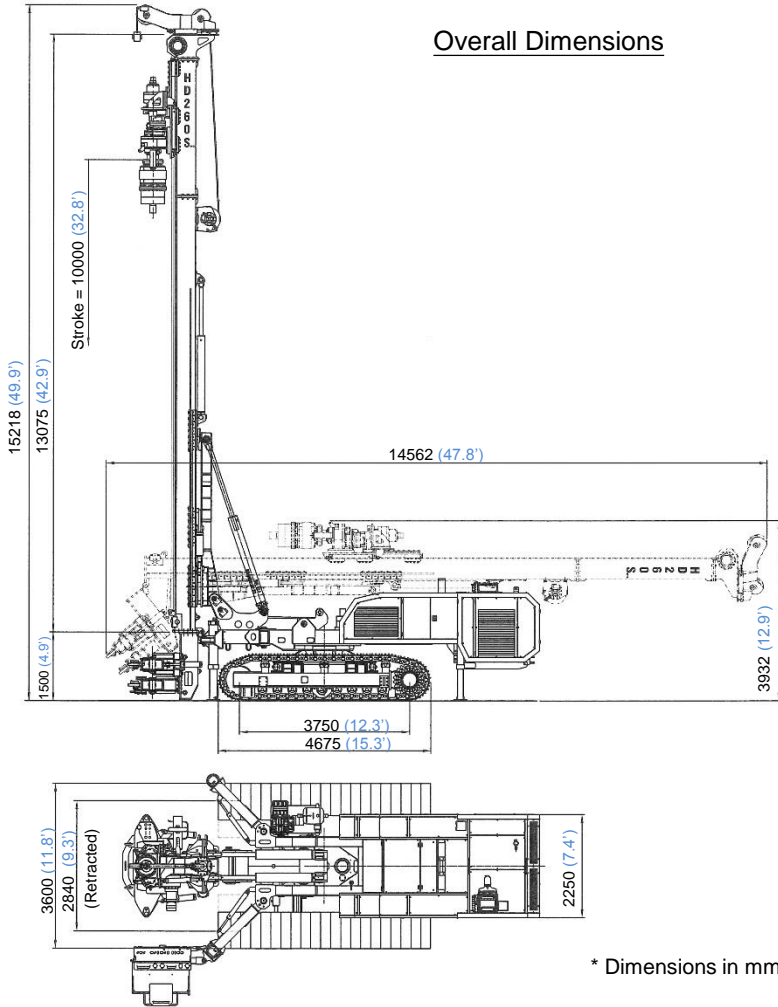 Overall Dimensions
HD260S
Stroke = 10000 (32.8')
15218 (49.9')
13075 (42.9')
14562 (47.8')
HD260S
3932 (12.9')
1500 (4.9')
3750 (12.3')
4675 (15.3')
3600 (11.8')
2840 (9.3')
(Retracted)
2250 (7.4')
* Dimensions in mm